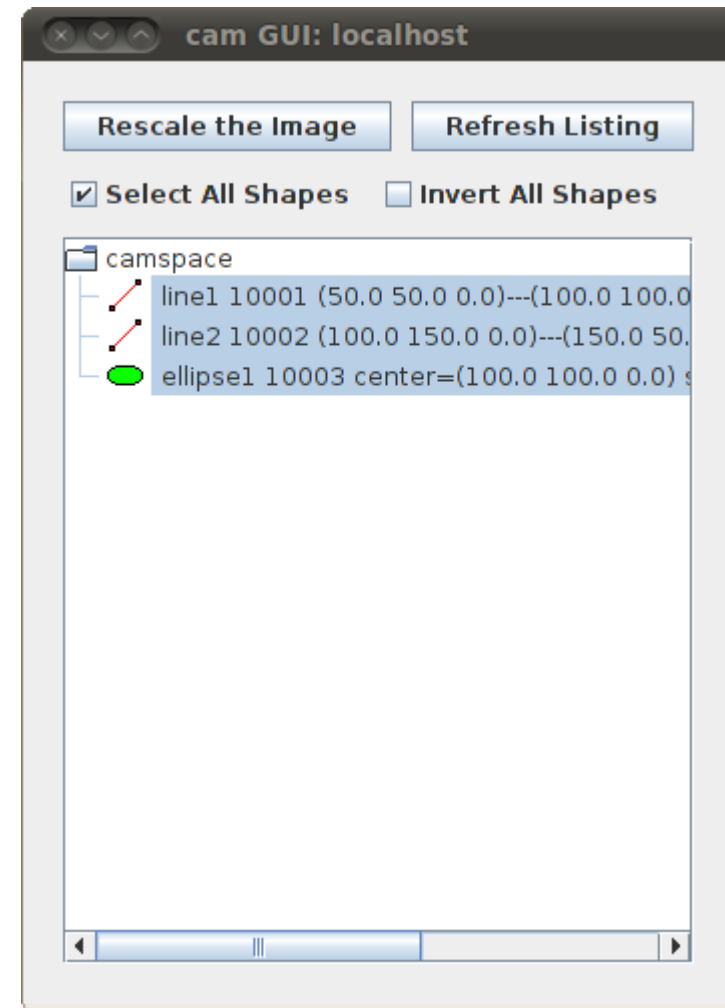 cam GUI: localhost
Rescale the Image Refresh Listing
Select All Shapes Invert All Shapes
camspace
line1 10001 (50.0 50.0 0.0)---(100.0 100.0
line2 10002 (100.0 150.0 0.0)---(150.0 50.
ellipse1 10003 center=(100.0 100.0 0.0)